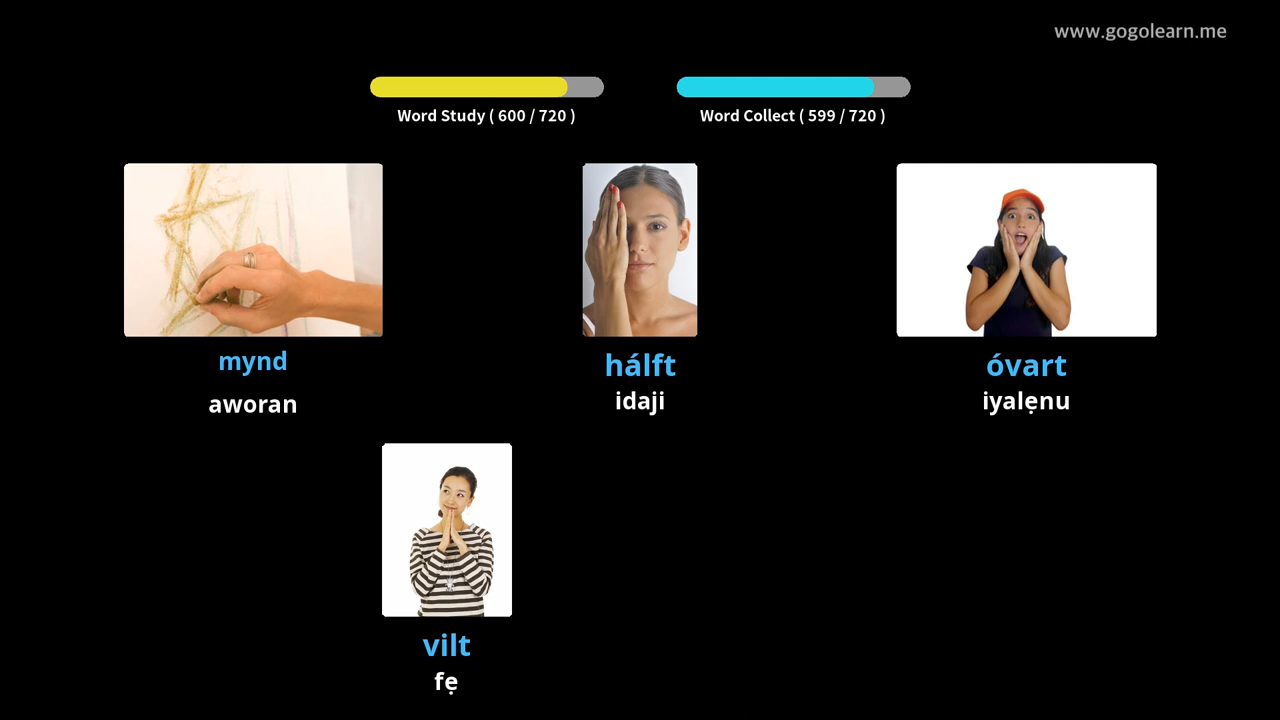 www.gogolearn.me
Word Study ( 600 / 720 )
Word Collect ( 599 / 720 )
mynd
aworan
hálft
idaji
óvart
iyalẹnu
vilt
fẹ